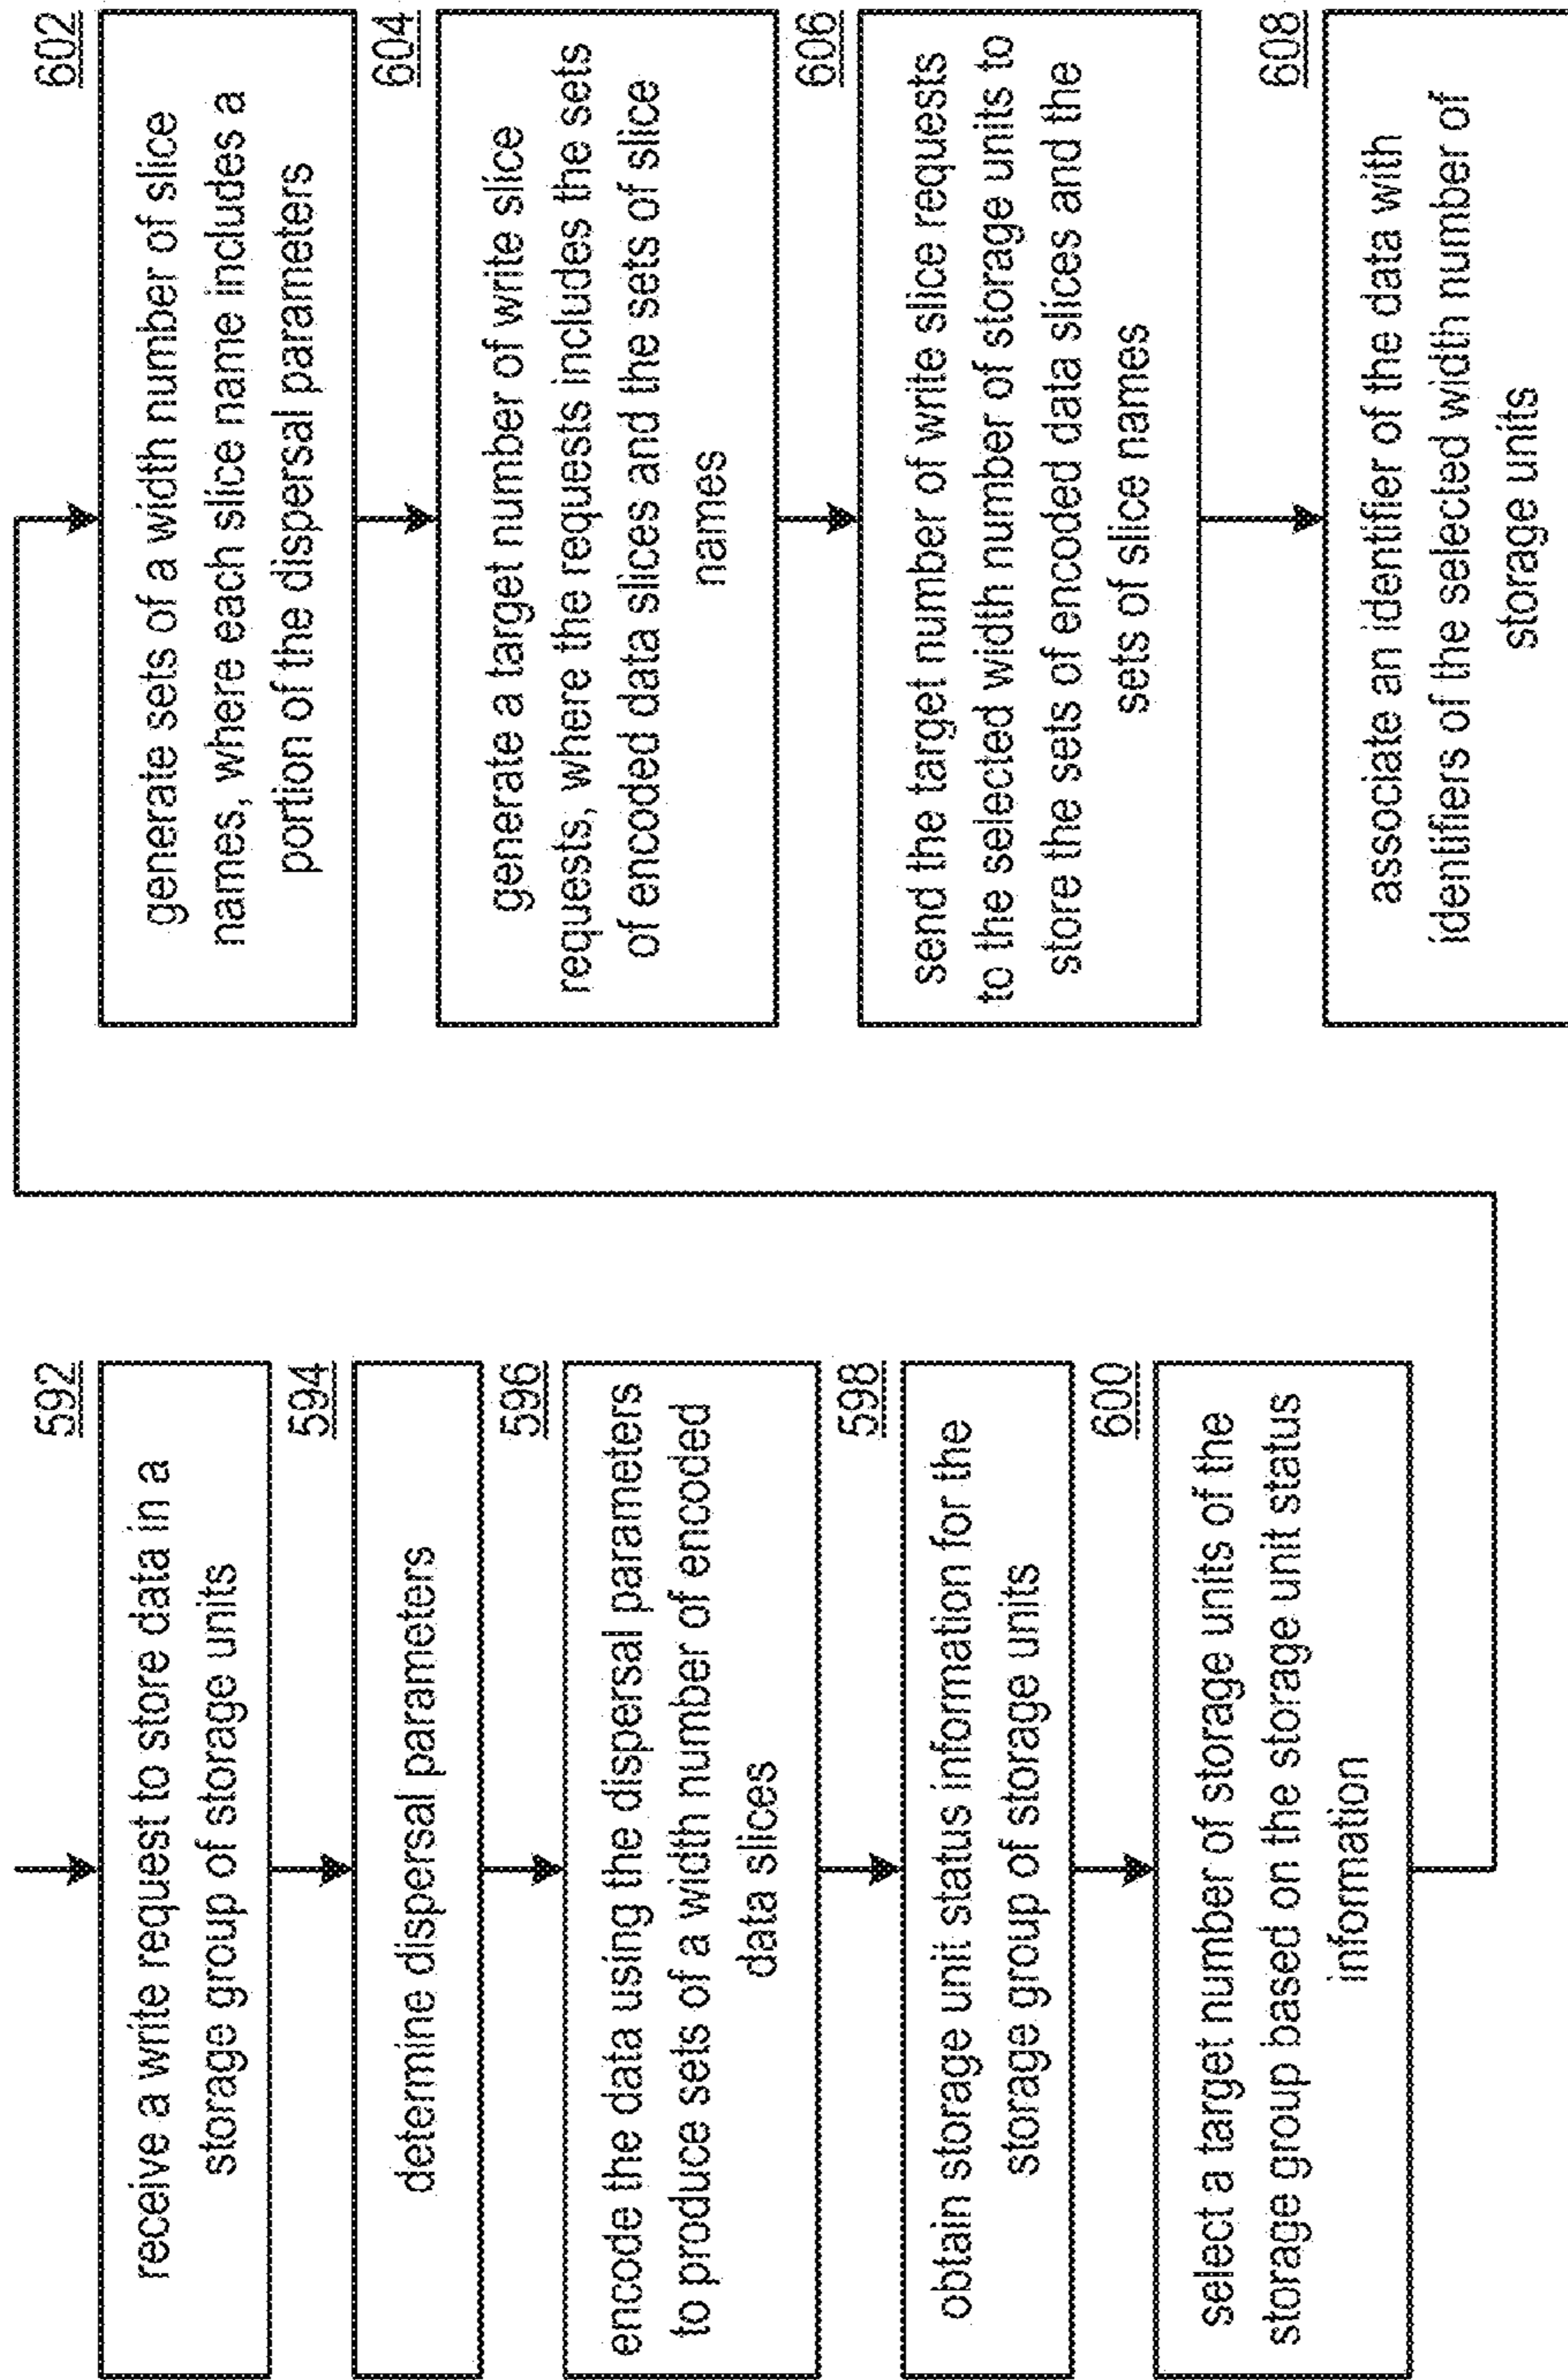 592
receive a write request to store data in a
storage group of storage units
594
determine dispersal parameters
596
encode the data using the dispersal parameters
to produce sets of a width number of encoded
data slices
598
obtain storage unit status information for the
storage group of storage units
600
select a target number of storage units of the
storage group based on the storage unit status
information
602
generate sets of a width number of slice
names, where each slice name includes a
portion of the dispersal parameters
604
generate a target number of write slice
requests, where the requests includes the sets
of encoded data slices and the sets of slice
names
606
send the target number of write slice requests
to the selected width number of storage units to
store the sets of encoded data slices and the
sets of slice names
608
associate an identifier of the data with
identifiers of the selected width number of
storage units